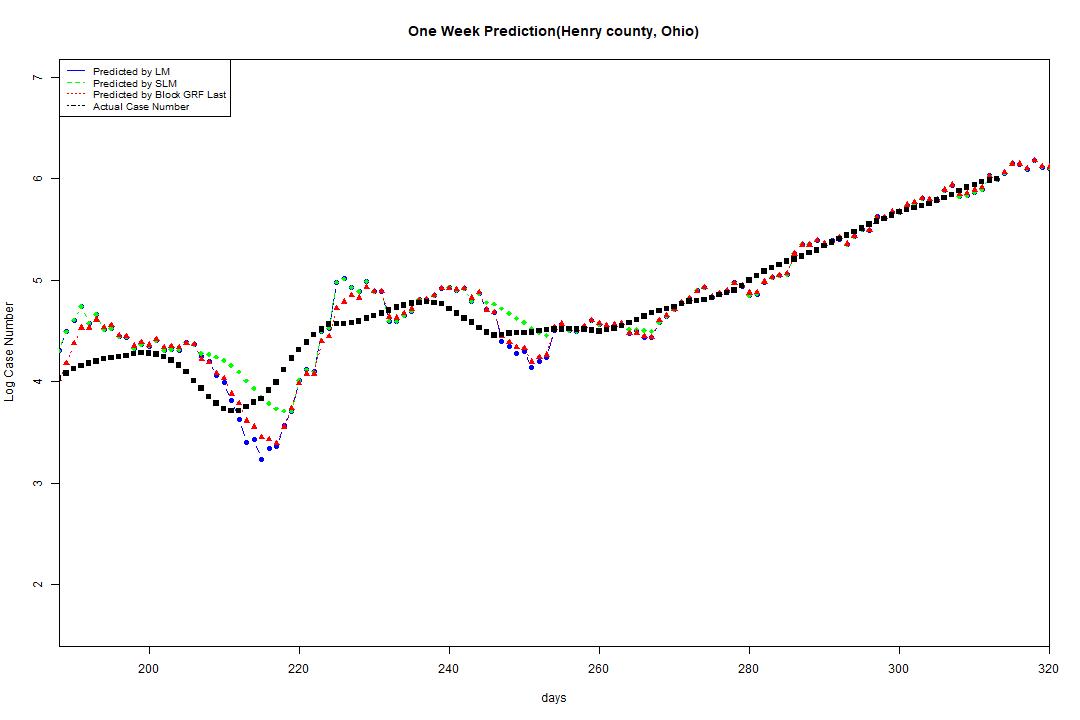 One Week Prediction(Henry county, Ohio)
Predicted by LM
Predicted by SLM
Predicted by Block GRF Last
Actual Case Number
7
6
5
4
3
2
Log Case Number
200 220 240 260 280 300 320
days